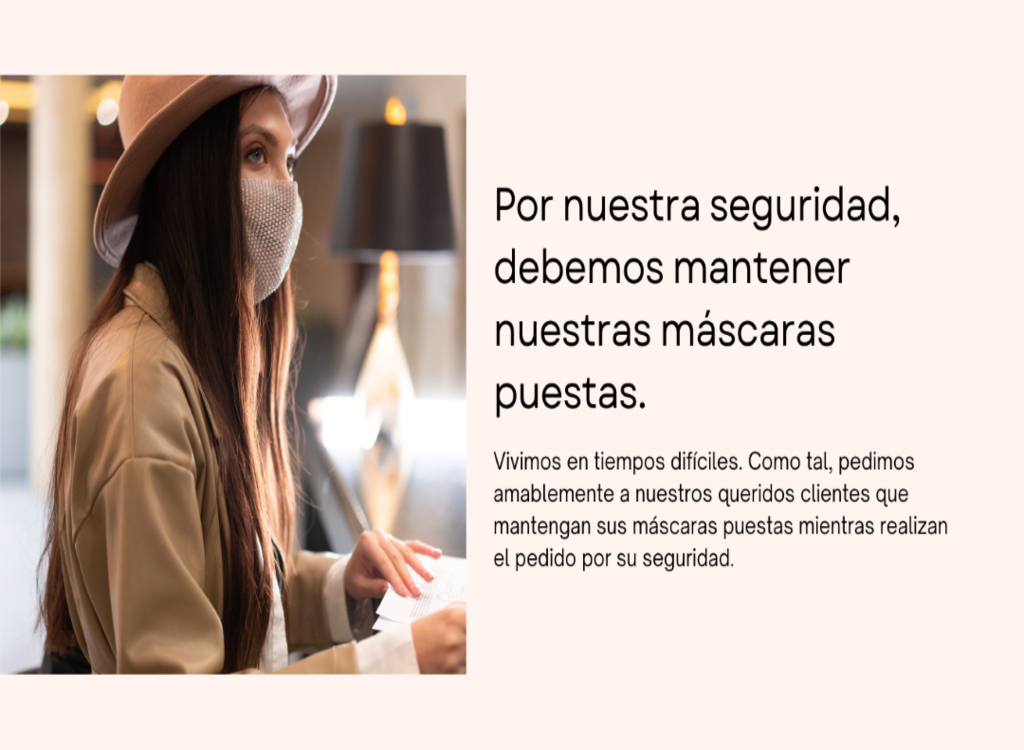 Por nuestra seguridad,
debemos mantener
nuestras máscaras
puestas.
Vivimos en tiempos difíciles. Como tal, pedimos
amablemente a nuestros queridos clientes que
mantengan sus máscaras puestas mientras realizan
el pedido por su seguridad.